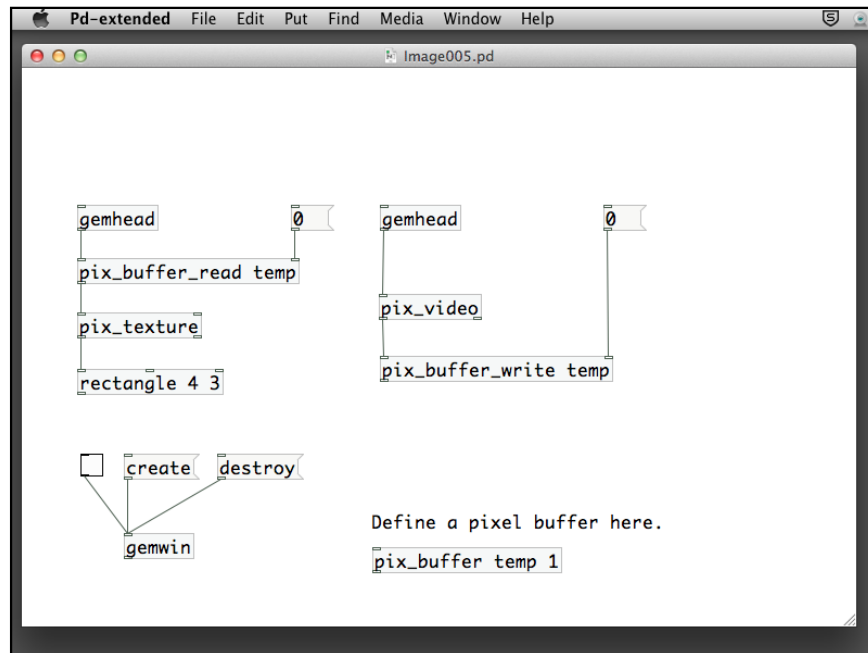 Pd-extended File Edit Put Find Media Window Help
Image005.pd
gemhead 0 gemhead 0
pix_buffer_read temp
pix_video
pix_texture
pix_buffer_write temp
rectangle 4 3
create destroy
gemwin
Define a pixel buffer here.
pix_buffer temp 1